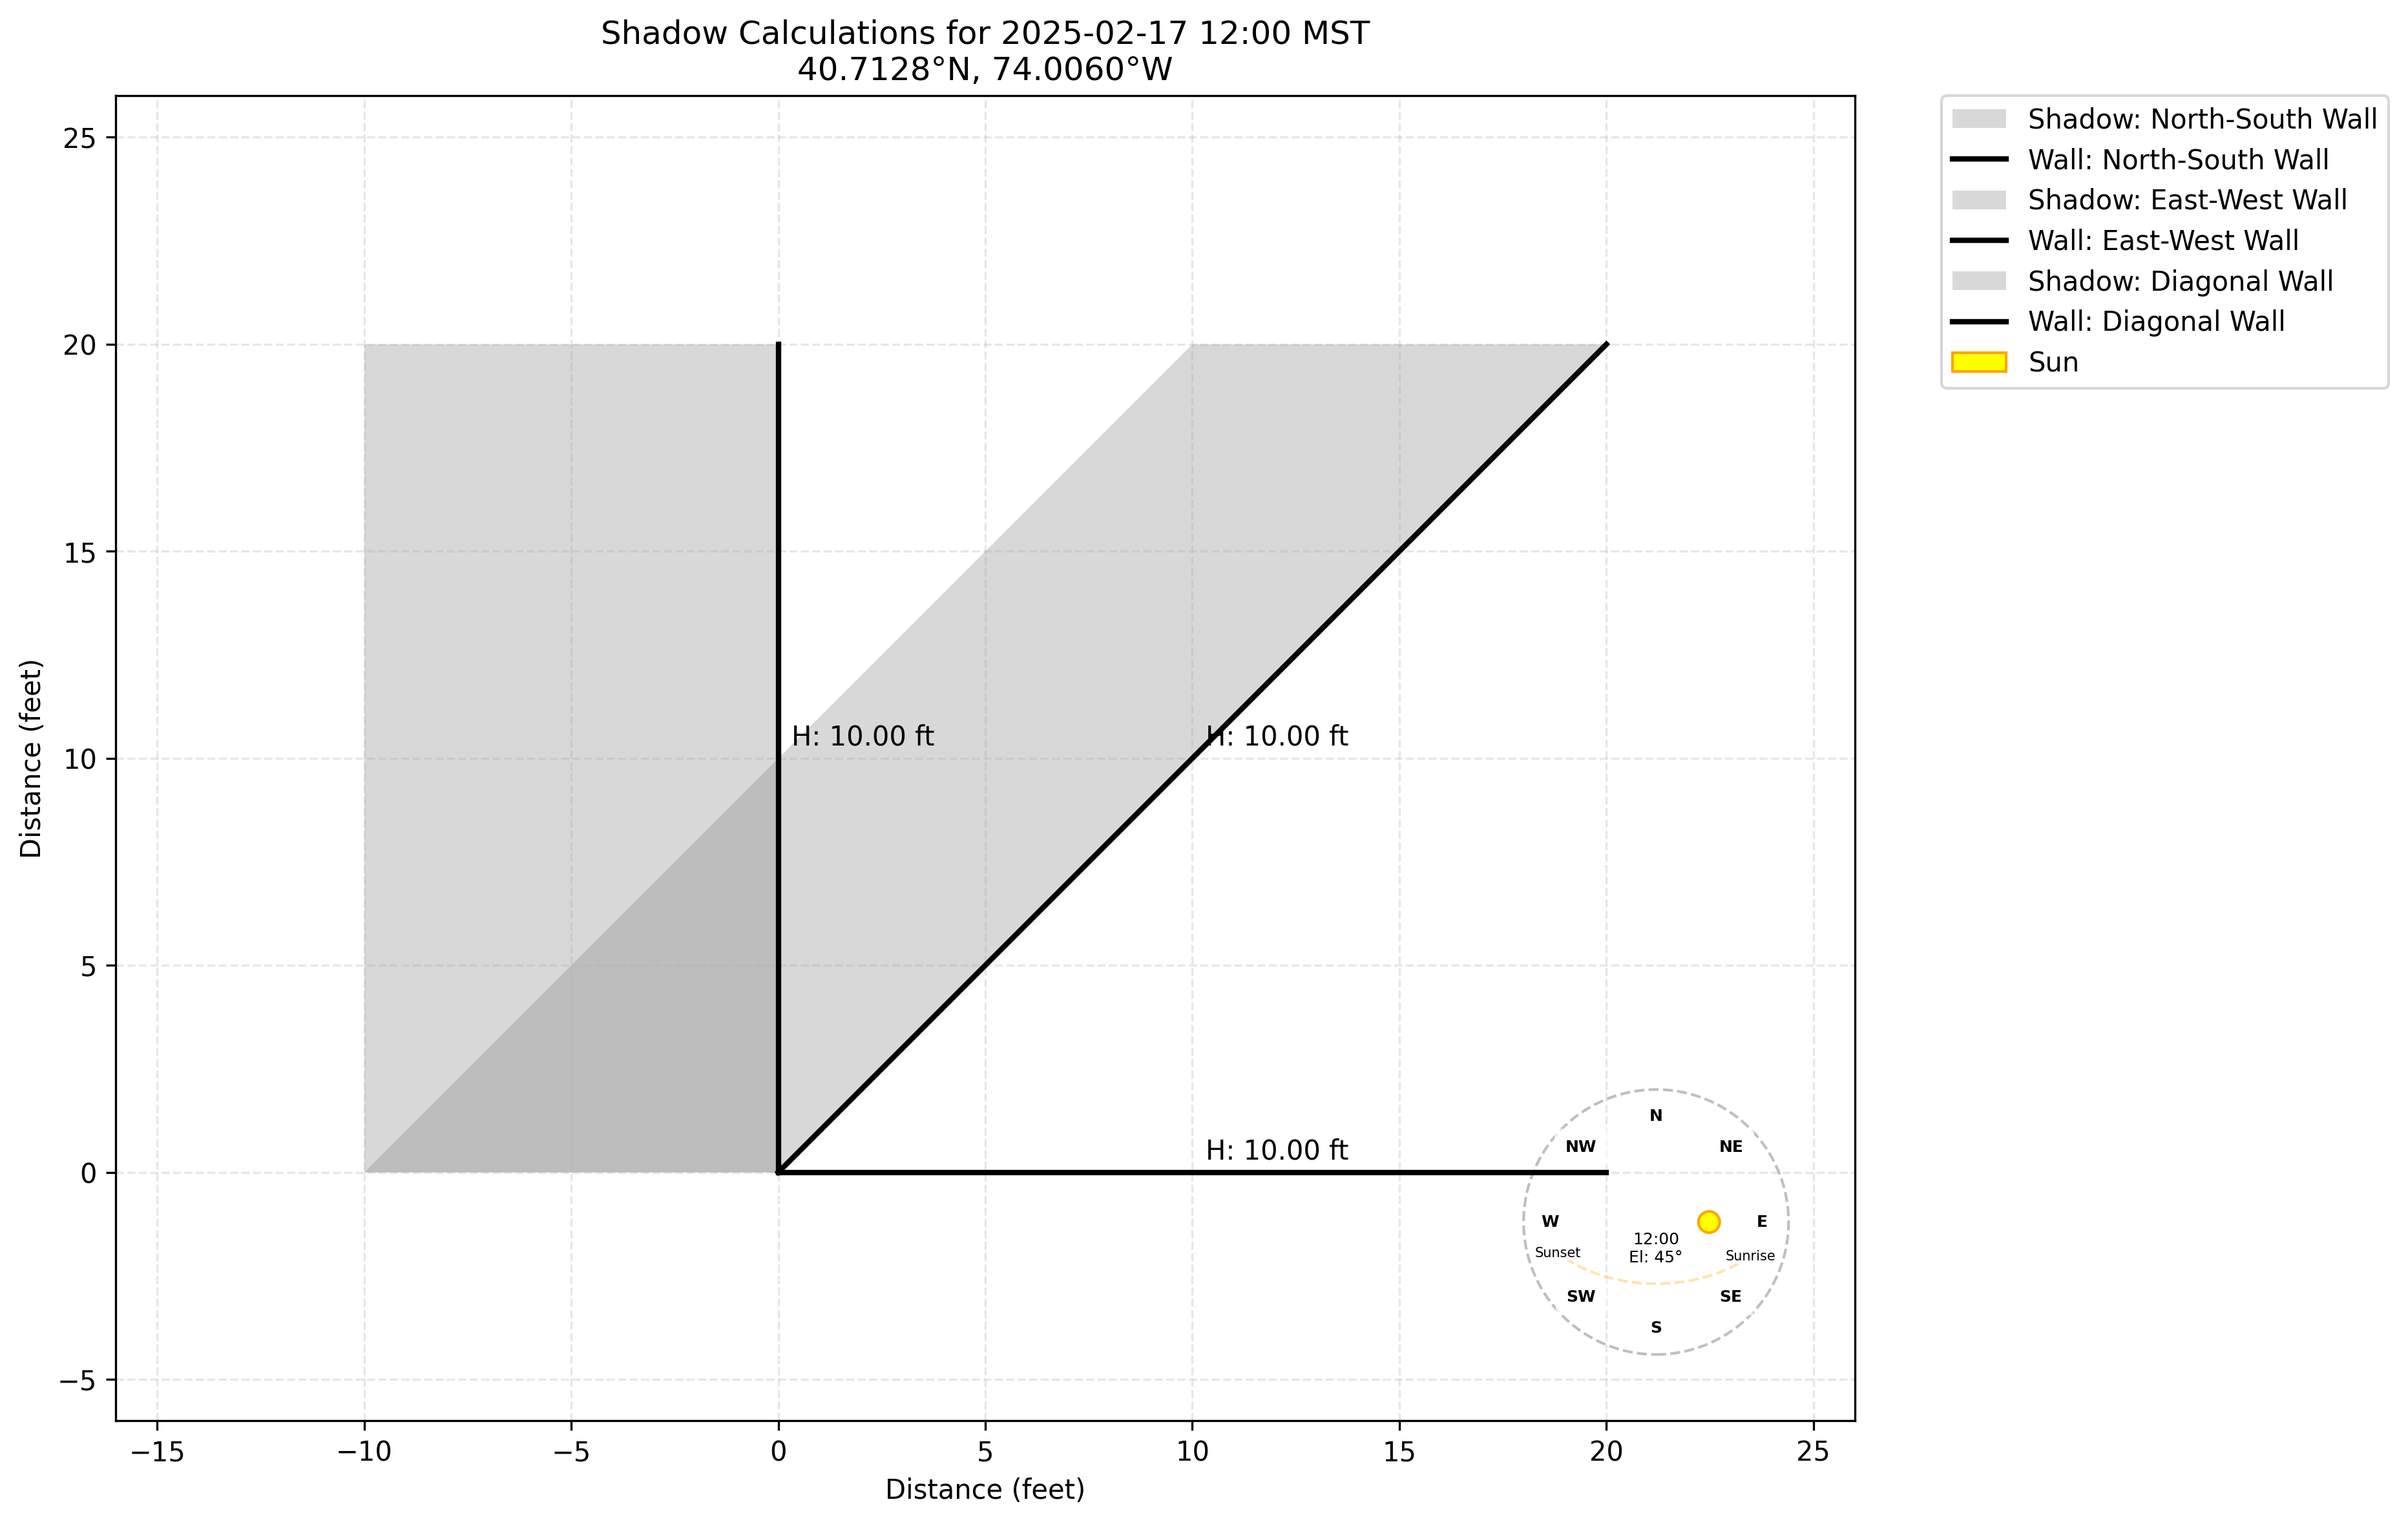 Shadow Calculations for 2025-02-17 12:00 MST
40.7128°N, 74.0060°W
Shadow: North-South Wall
Wall: North-South Wall
Shadow: East-West Wall
Wall: East-West Wall
Shadow: Diagonal Wall
Wall: Diagonal Wall
Sun
Distance (feet)
25
20
15
10
5
0
−5
H: 10.00 ft
H: 10.00 ft
H: 10.00 ft
N
NW
NE
W
E
12:00
El: 45°
Sunset
Sunrise
SW
SE
S
−15
−10
−5
0
5
10
15
20
25
Distance (feet)